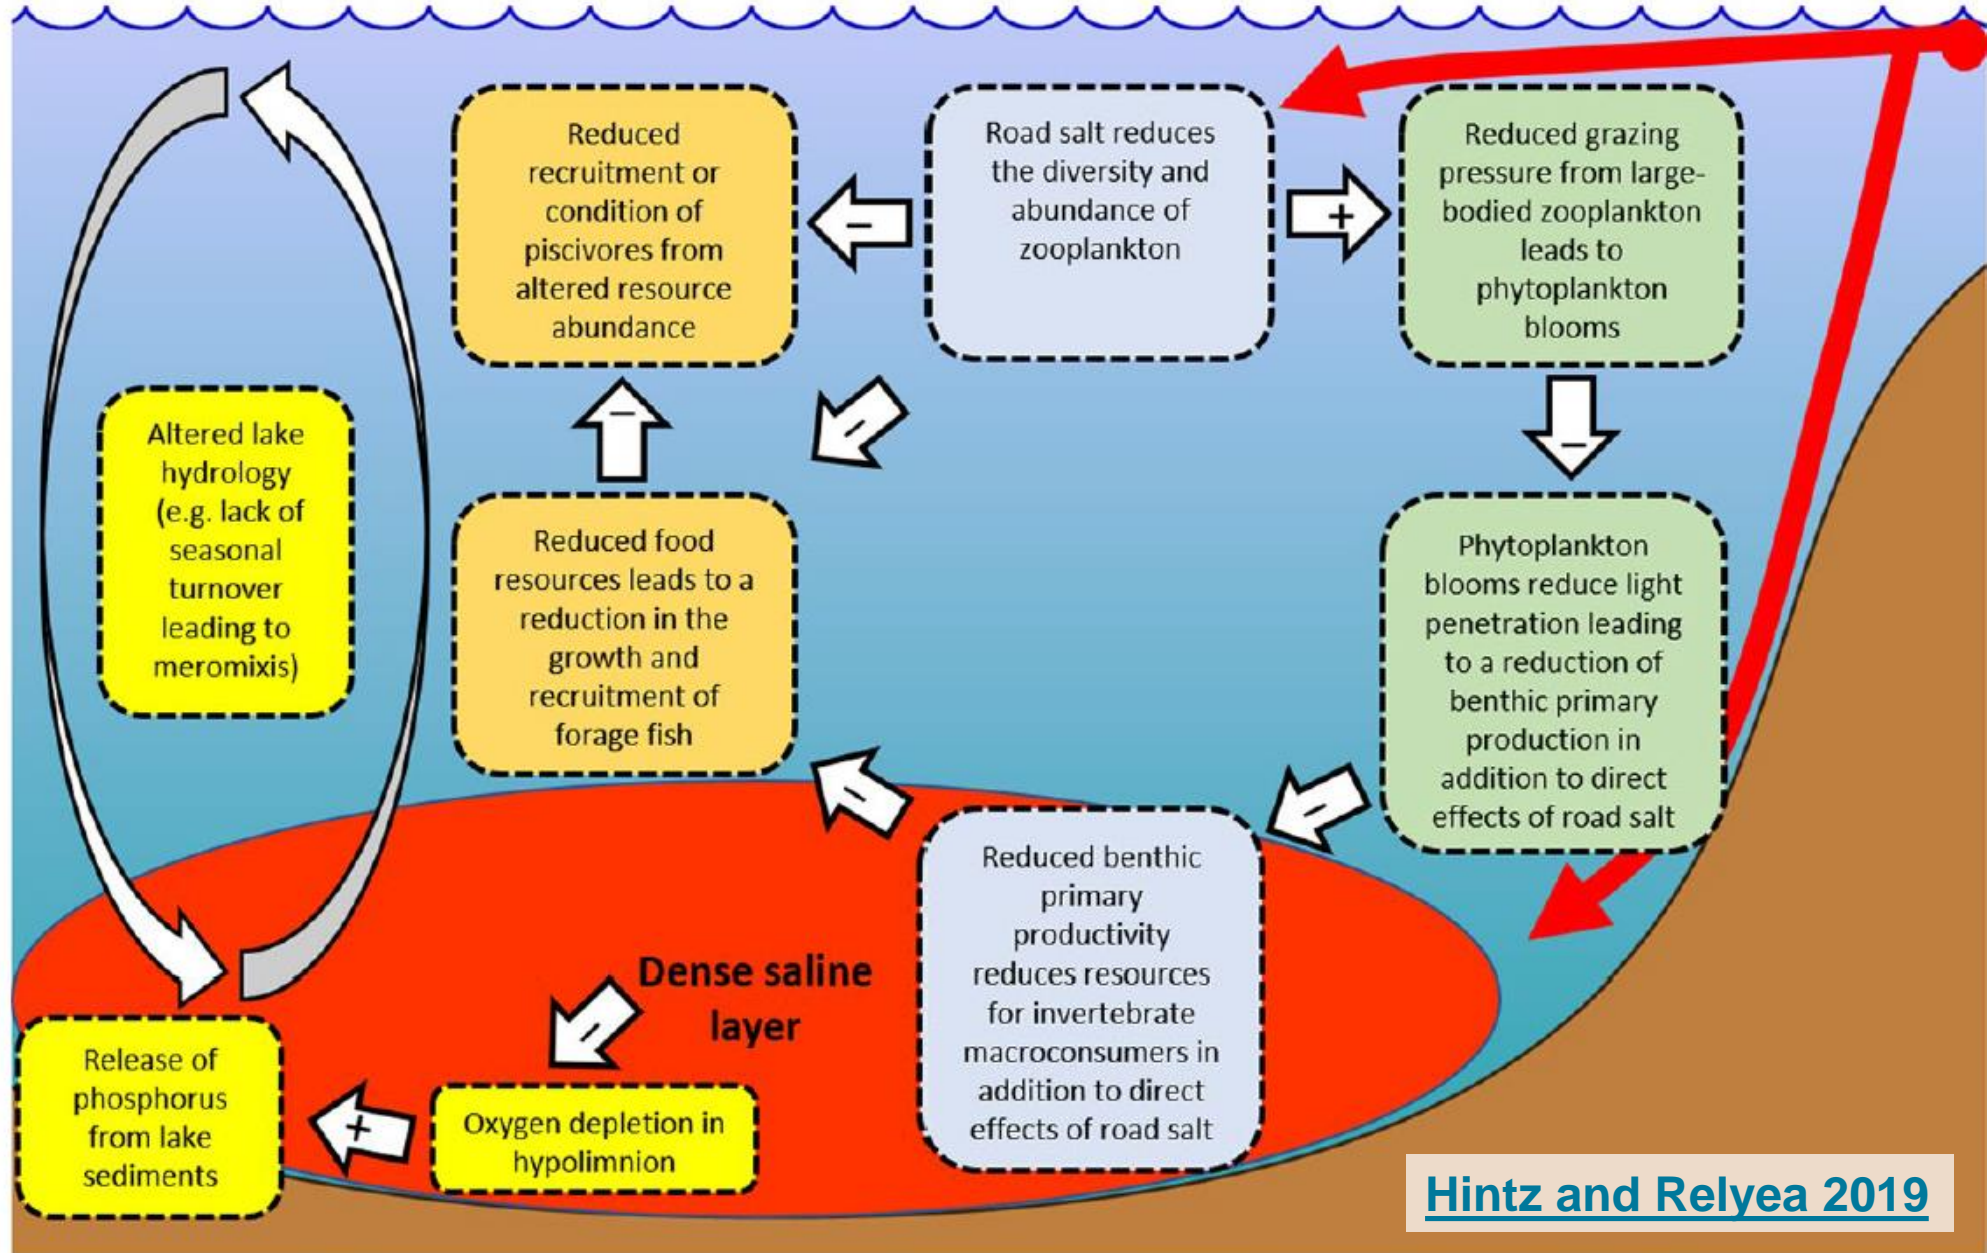 Reduced
recruitment or
condition of
piscivores from
altered resource
abundance
−
Road salt reduces
the diversity and
abundance of
zooplankton
+
Reduced grazing
pressure from large-
bodied zooplankton
leads to
phytoplankton
blooms
−
Altered lake
hydrology
(e.g. lack of
seasonal
turnover
leading to
meromixis)
−
−
Reduced food
resources leads to a
reduction in the
growth and
recruitment of
forage fish
Phytoplankton
blooms reduce light
penetration leading
to a reduction of
benthic primary
production in
addition to direct
effects of road salt
−
−
Reduced benthic
primary
productivity
reduces resources
for invertebrate
macroconsumers in
addition to direct
effects of road salt
Dense saline
layer
−
Release of
phosphorus
from lake
sediments
+
Oxygen depletion in
hypolimnion
Hintz and Relyea 2019